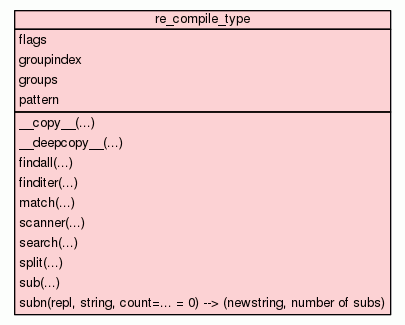 re_compile_type
flags
groupindex
groups
pattern
__copy__(...)
__deepcopy__(...)
findall(...)
finditer(...)
match(...)
scanner(...)
search(...)
split(...)
sub(...)
subn(repl, string, count=... = 0) --> (newstring, number of subs)